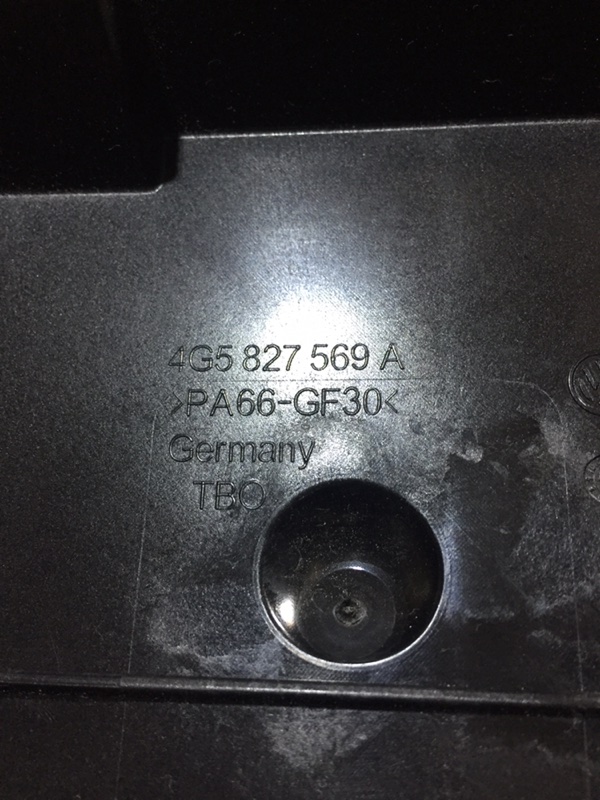 4G5 827 569 A
>PA66-GF30<
Germany
TBO